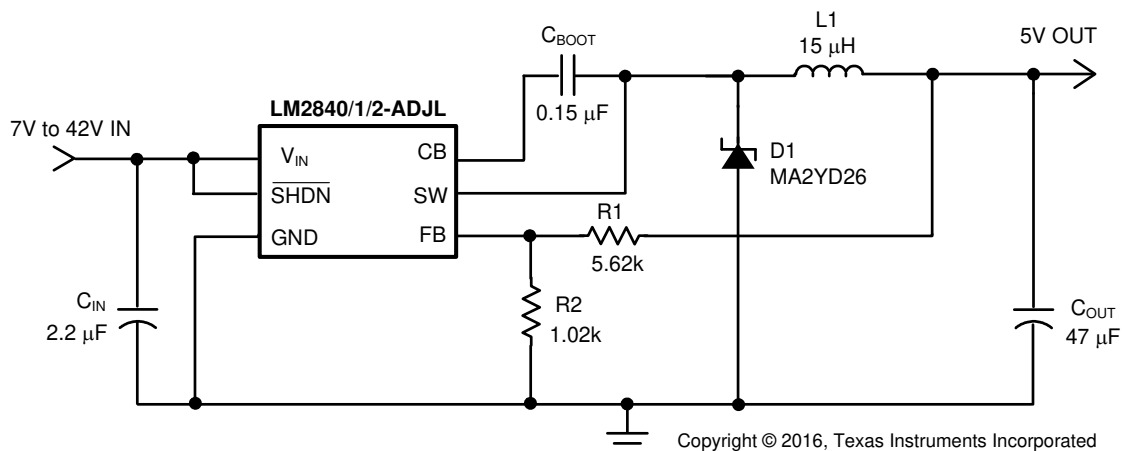 L1
15 μH
5V OUT
CBOOT
0.15 μF
LM2840/1/2-ADJL
7V to 42V IN
VIN
CB
SHDN
SW
GND
FB
D1
MA2YD26
R1
5.62k
R2
1.02k
CIN
2.2 μF
COUT
47 μF
Copyright © 2016, Texas Instruments Incorporated